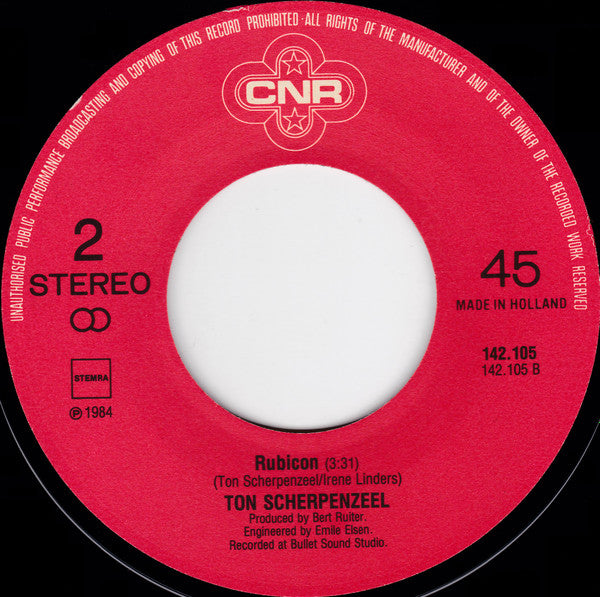 UNAUTHORISED PUBLIC PERFORMANCE BROADCASTING AND COPYING OF THIS RECORD PROHIBITED·ALL RIGHTS OF THE MANUFACTURER AND OF THE OWNER OF THE RECORDED WORK RESERVED
CNR
2
STEREO
45
MADE IN HOLLAND
STEMRA
℗ 1984
142.105
142.105 B
Rubicon (3:31)
(Ton Scherpenzeel/Irene Linders)
TON SCHERPENZEEL
Produced by Bert Ruiter.
Engineered by Emile Elsen.
Recorded at Bullet Sound Studio.